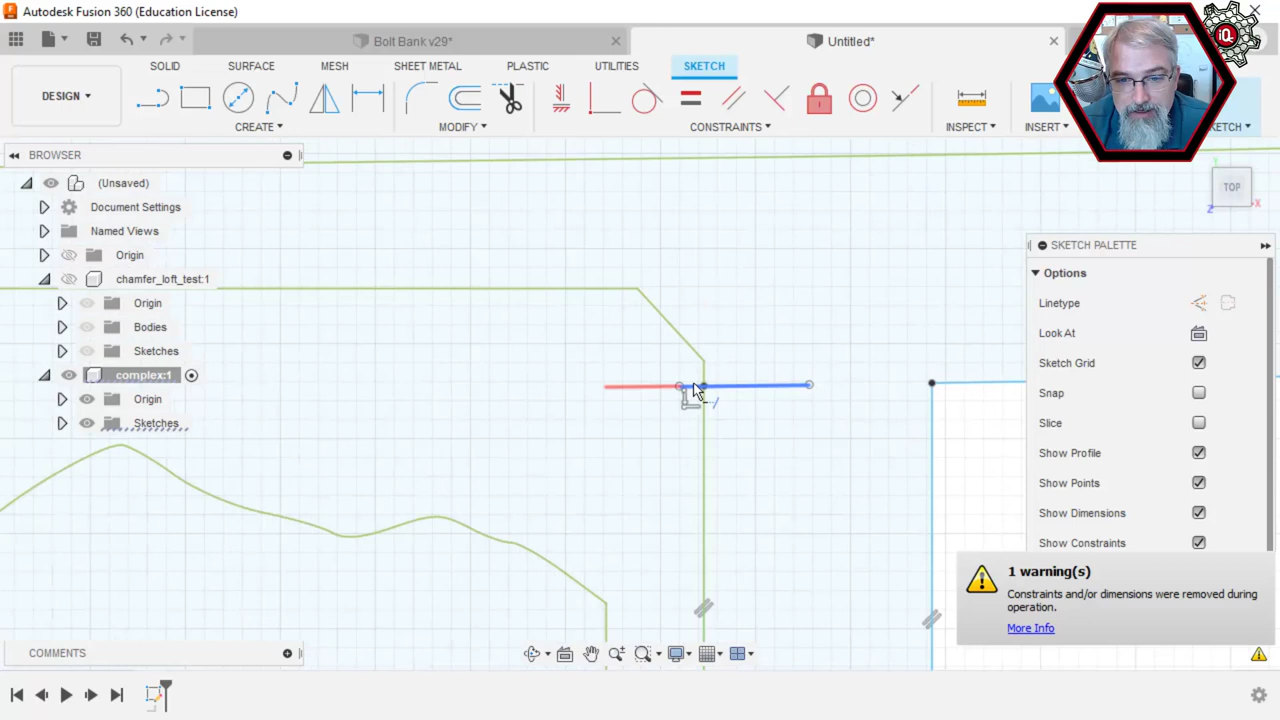 Autodesk Fusion 360 (Education License)
Bolt Bank v29*
Untitled*
iQ
DESIGN
SOLID
SURFACE
MESH
SHEET METAL
PLASTIC
UTILITIES
SKETCH
CREATE
MODIFY
CONSTRAINTS
INSPECT
INSERT
KETCH
BROWSER
(Unsaved)
Document Settings
Named Views
Origin
chamfer_loft_test:1
Origin
Bodies
Sketches
complex:1
Origin
Sketches
TOP
Y
X
Z
SKETCH PALETTE
Options
Linetype
Look At
Sketch Grid
Snap
Slice
Show Profile
Show Points
Show Dimensions
Show Constraints
1 warning(s)
Constraints and/or dimensions were removed during
operation.
More Info
COMMENTS